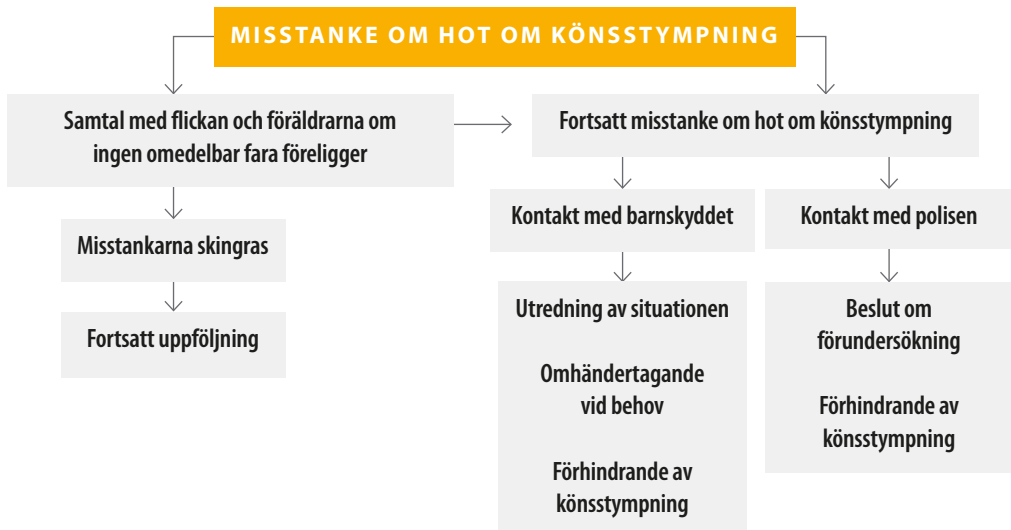 MISSTANKE OM HOT OM KÖNSSTYMPNING
Samtal med flickan och föräldrarna om
ingen omedelbar fara föreligger
Fortsatt misstanke om hot om könsstympning
Misstankarna skingras
Fortsatt uppföljning
Kontakt med barnskyddet
Utredning av situationen
Omhändertagande
vid behov
Förhindrande av
könsstympning
Kontakt med polisen
Beslut om
förundersökning
Förhindrande av
könsstympning